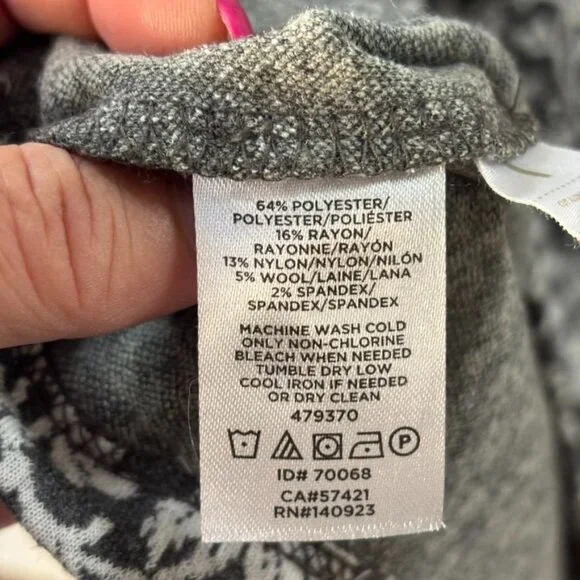 64% POLYESTER/
POLYESTER/POLIÉSTER
16% RAYON/
RAYONNE/RAYÓN
13% NYLON/NYLON/NILÓN
5% WOOL/LAINE/LANA
2% SPANDEX/
SPANDEX/SPANDEX
MACHINE WASH COLD
ONLY NON-CHLORINE
BLEACH WHEN NEEDED
TUMBLE DRY LOW
COOL IRON IF NEEDED
OR DRY CLEAN
479370
P
ID# 70068
CA#57421
RN#140923